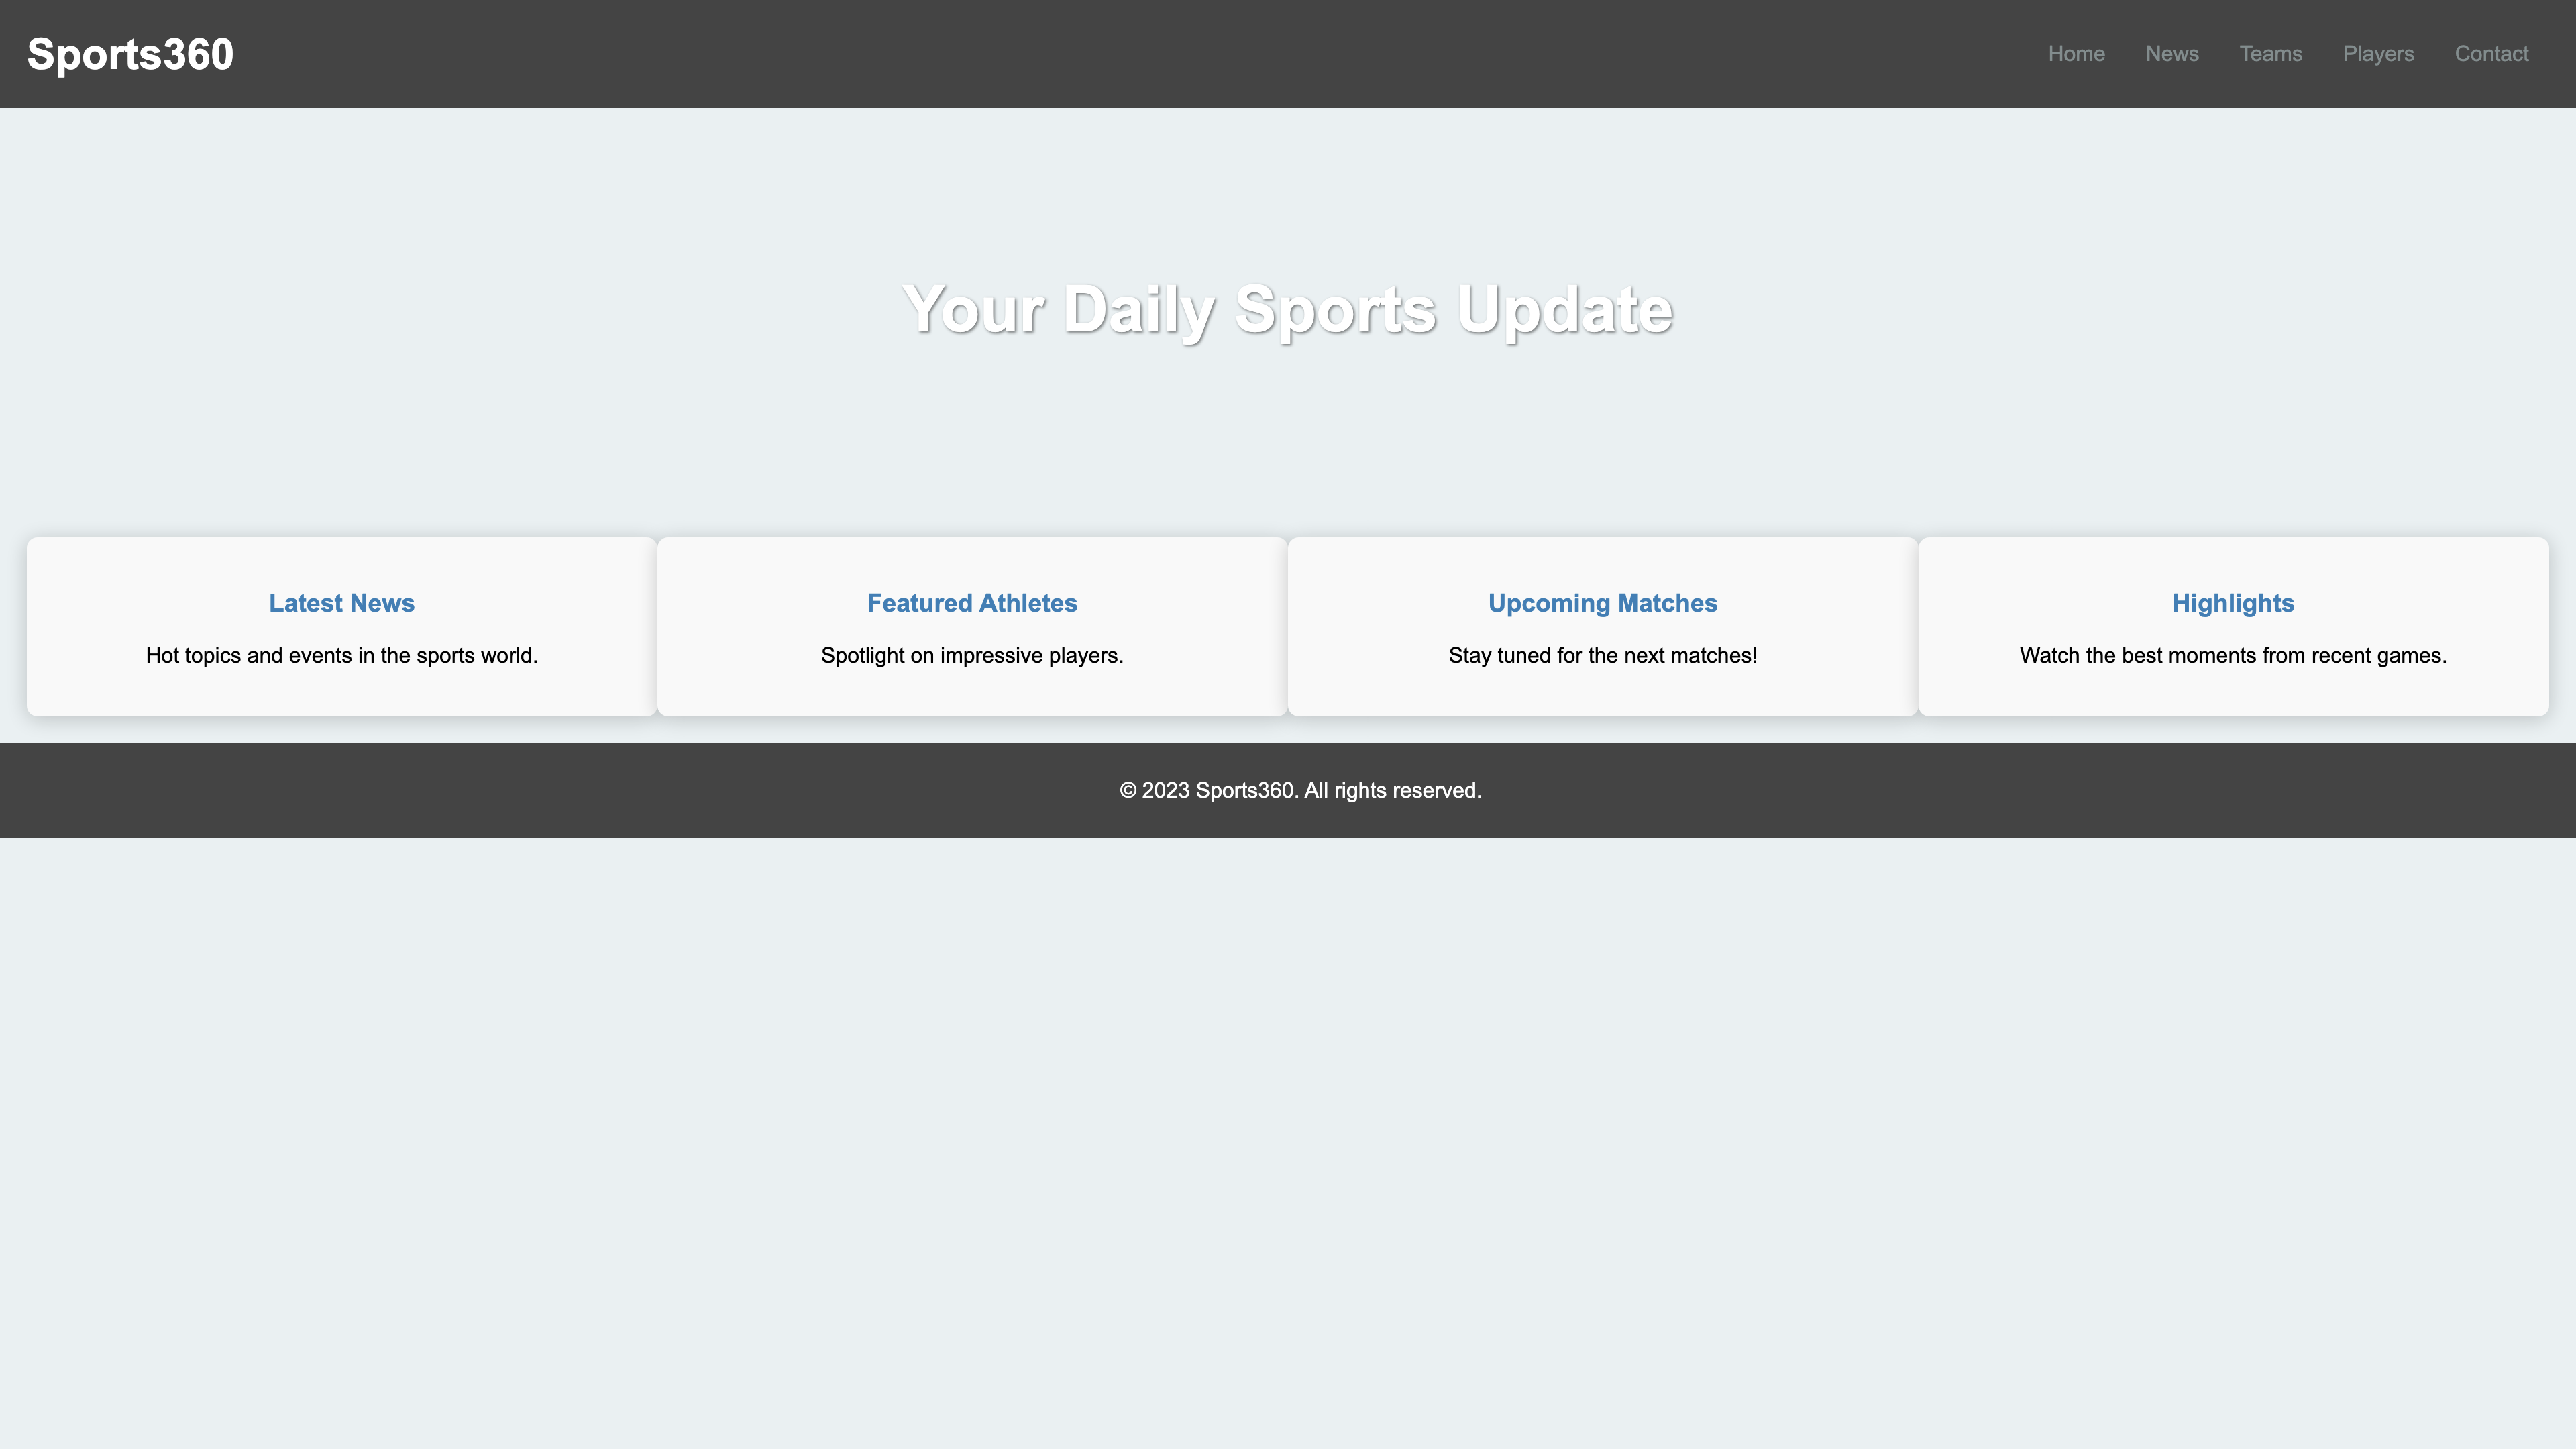 Sports360
Home News Teams Players Contact
Your Daily Sports Update
Latest News
Hot topics and events in the sports world.
Featured Athletes
Spotlight on impressive players.
Upcoming Matches
Stay tuned for the next matches!
Highlights
Watch the best moments from recent games.
© 2023 Sports360. All rights reserved.